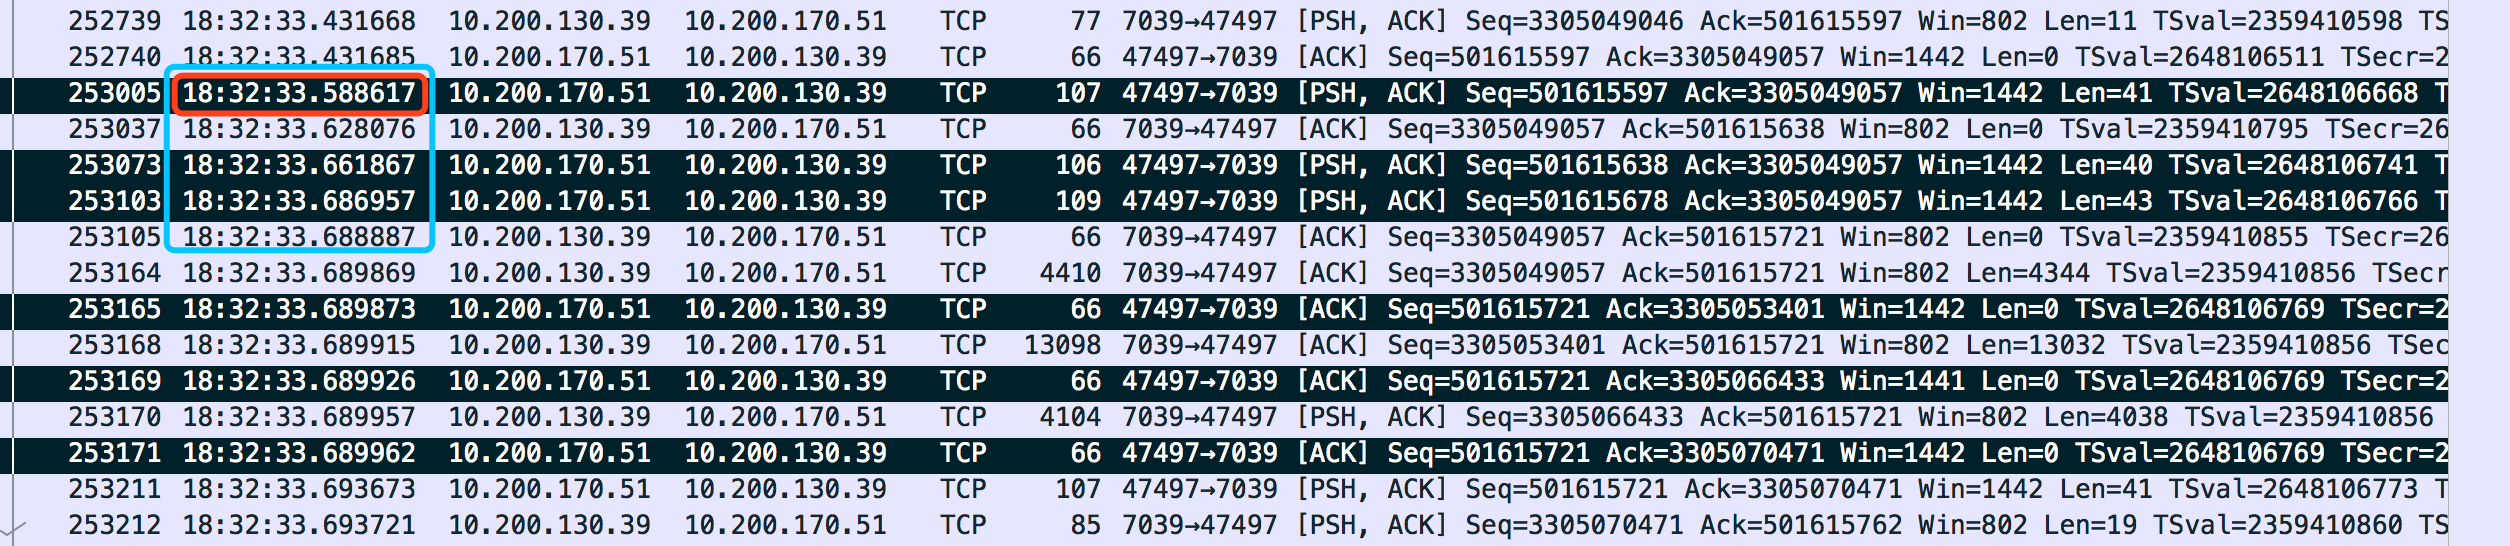 252739 18:32:33.431668 10.200.130.39 10.200.170.51 TCP 77 7039→47497 [PSH, ACK] Seq=3305049046 Ack=501615597 Win=802 Len=11 TSval=2359410598 TS
252740 18:32:33.431685 10.200.170.51 10.200.130.39 TCP 66 47497→7039 [ACK] Seq=501615597 Ack=3305049057 Win=1442 Len=0 TSval=2648106511 TSecr=2
253005 18:32:33.588617 10.200.170.51 10.200.130.39 TCP 107 47497→7039 [PSH, ACK] Seq=501615597 Ack=3305049057 Win=1442 Len=41 TSval=2648106668 T
253037 18:32:33.628076 10.200.130.39 10.200.170.51 TCP 66 7039→47497 [ACK] Seq=3305049057 Ack=501615638 Win=802 Len=0 TSval=2359410795 TSecr=26
253073 18:32:33.661867 10.200.170.51 10.200.130.39 TCP 106 47497→7039 [PSH, ACK] Seq=501615638 Ack=3305049057 Win=1442 Len=40 TSval=2648106741 T
253103 18:32:33.686957 10.200.170.51 10.200.130.39 TCP 109 47497→7039 [PSH, ACK] Seq=501615678 Ack=3305049057 Win=1442 Len=43 TSval=2648106766 T
253105 18:32:33.688887 10.200.130.39 10.200.170.51 TCP 66 7039→47497 [ACK] Seq=3305049057 Ack=501615721 Win=802 Len=0 TSval=2359410855 TSecr=26
253164 18:32:33.689869 10.200.130.39 10.200.170.51 TCP 4410 7039→47497 [ACK] Seq=3305049057 Ack=501615721 Win=802 Len=4344 TSval=2359410856 TSecr
253165 18:32:33.689873 10.200.170.51 10.200.130.39 TCP 66 47497→7039 [ACK] Seq=501615721 Ack=3305053401 Win=1442 Len=0 TSval=2648106769 TSecr=2
253168 18:32:33.689915 10.200.130.39 10.200.170.51 TCP 13098 7039→47497 [ACK] Seq=3305053401 Ack=501615721 Win=802 Len=13032 TSval=2359410856 TSec
253169 18:32:33.689926 10.200.170.51 10.200.130.39 TCP 66 47497→7039 [ACK] Seq=501615721 Ack=3305066433 Win=1441 Len=0 TSval=2648106769 TSecr=2
253170 18:32:33.689957 10.200.130.39 10.200.170.51 TCP 4104 7039→47497 [PSH, ACK] Seq=3305066433 Ack=501615721 Win=802 Len=4038 TSval=2359410856
253171 18:32:33.689962 10.200.170.51 10.200.130.39 TCP 66 47497→7039 [ACK] Seq=501615721 Ack=3305070471 Win=1442 Len=0 TSval=2648106769 TSecr=2
253211 18:32:33.693673 10.200.170.51 10.200.130.39 TCP 107 47497→7039 [PSH, ACK] Seq=501615721 Ack=3305070471 Win=1442 Len=41 TSval=2648106773 T
253212 18:32:33.693721 10.200.130.39 10.200.170.51 TCP 85 7039→47497 [PSH, ACK] Seq=3305070471 Ack=501615762 Win=802 Len=19 TSval=2359410860 TS